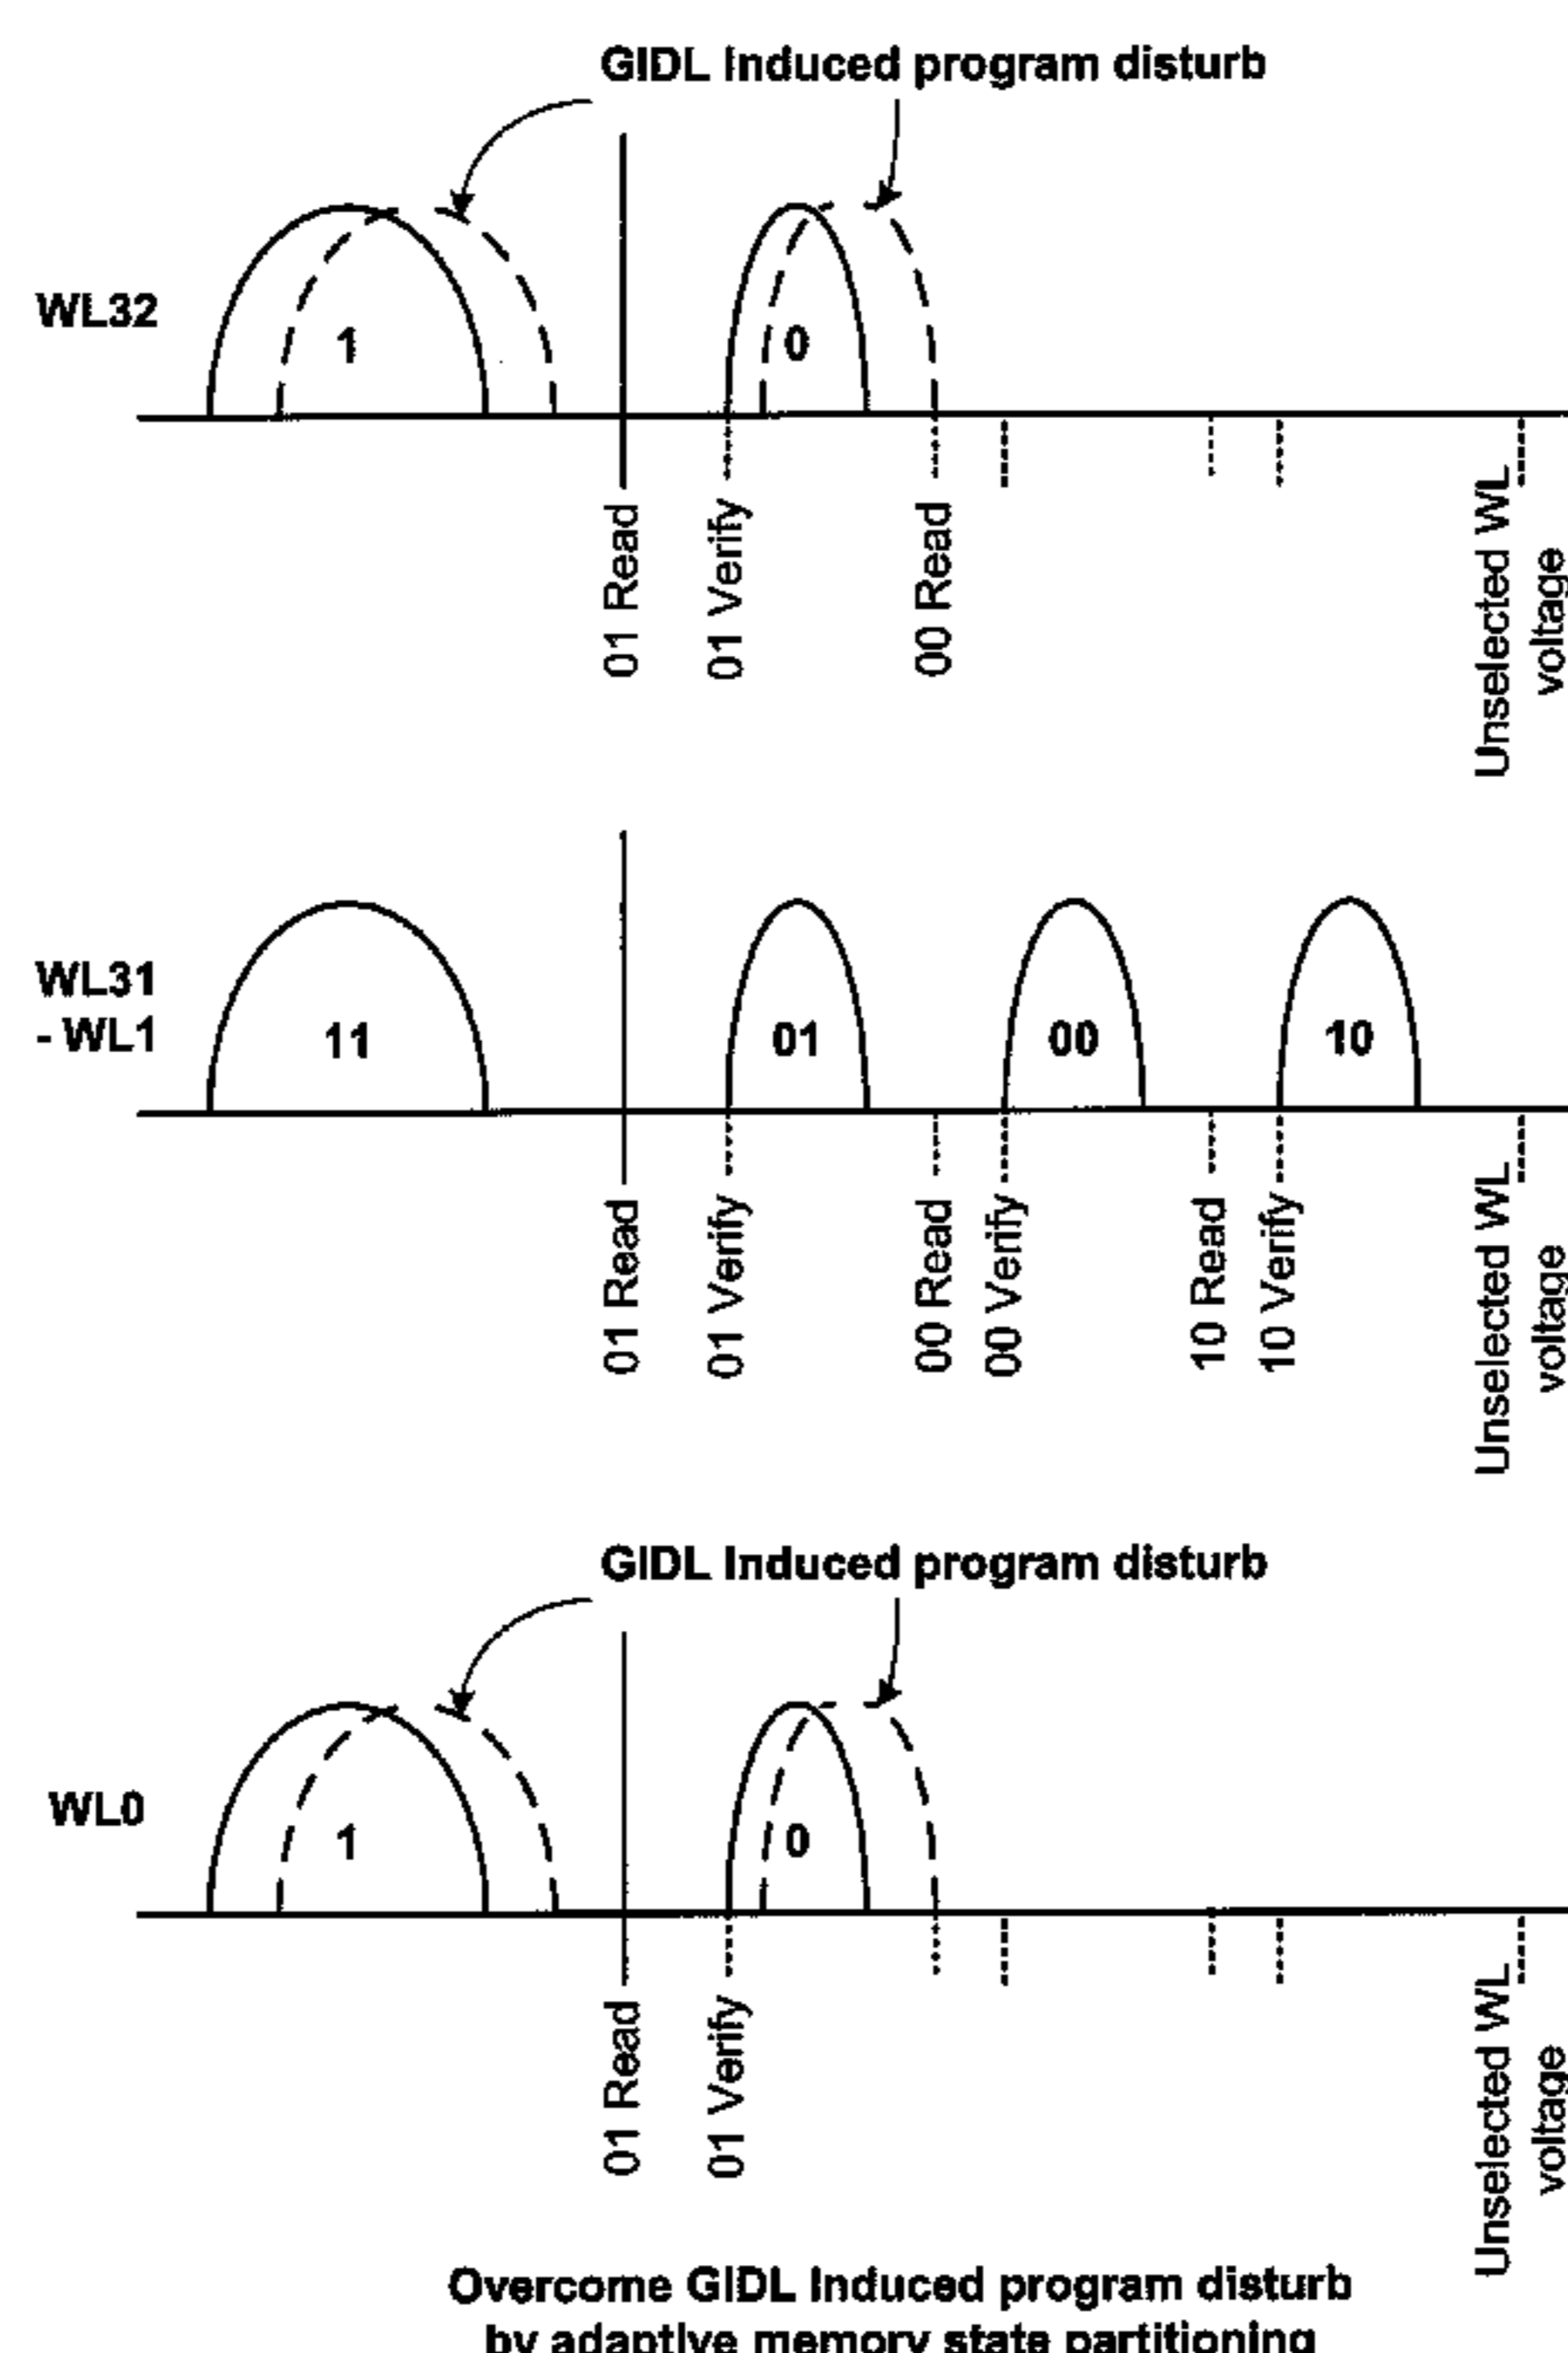 GIDL Induced program disturb
WL32
1
0
01 Read
01 Verify
00 Read
Unselected WL
voltage
WL31
- WL1
11
01
00
10
01 Read
01 Verify
00 Read
00 Verify
10 Read
10 Verify
Unselected WL
voltage
GIDL Induced program disturb
WL0
1
0
01 Read
01 Verify
Unselected WL
voltage
Overcome GIDL Induced program disturb
by adaptive memory state partitioning